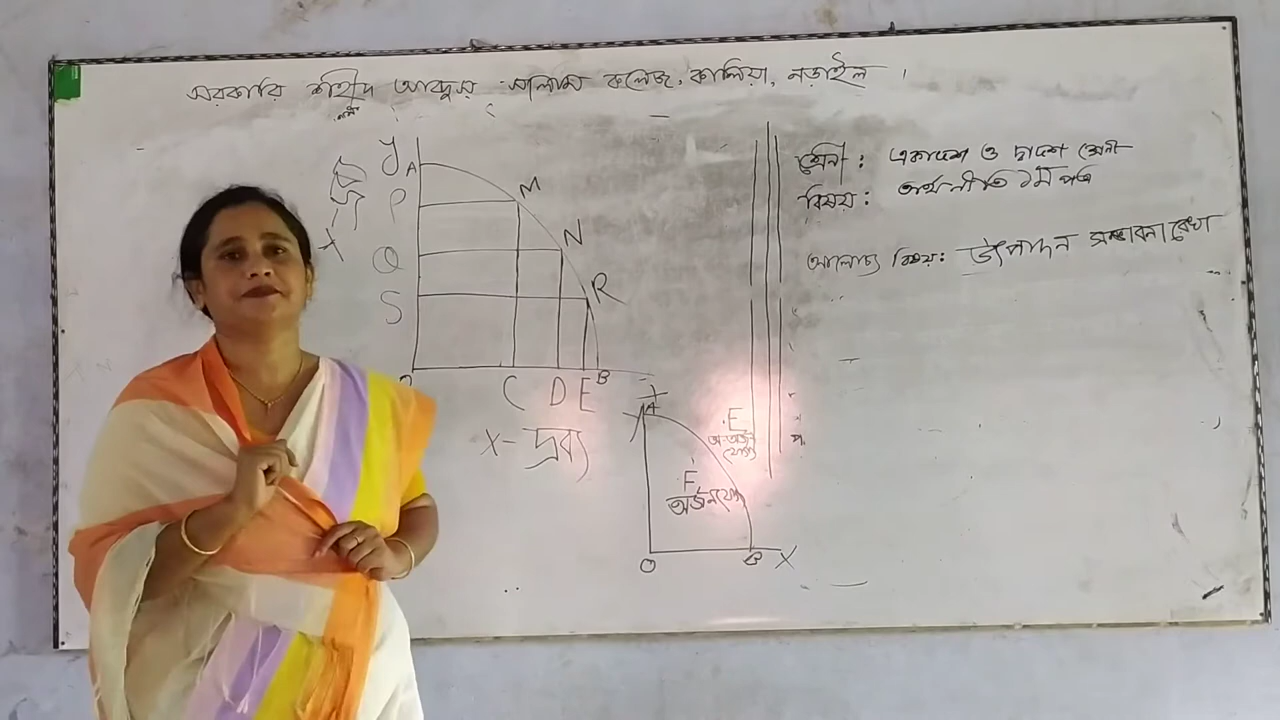 সরকারি শহীদ আব্দুস সালাম কলেজ, কালিয়া, নড়াইল ।
শ্রেণী : একাদশ ও দ্বাদশ শ্রেণী
বিষয় : অর্থনীতি ১ম পত্র
আলোচ্য বিষয় : উৎপাদন সম্ভাবনা রেখা
y
A
M
P
N
Q
R
S
C D E B
X - দ্রব্য
A
E
F
অর্জনযোগ্য
O B X